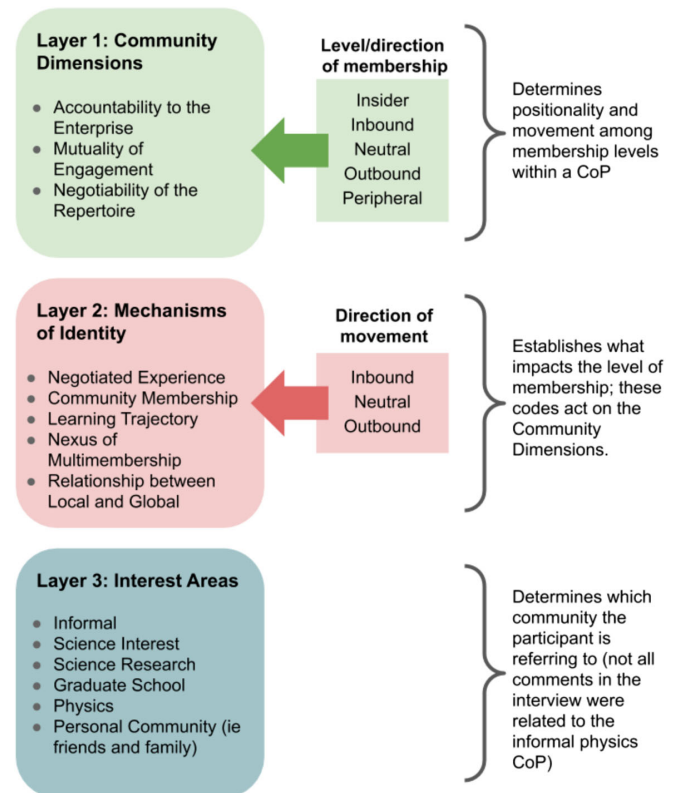 Layer 1: Community
Dimensions
● Accountability to the
Enterprise
● Mutuality of
Engagement
● Negotiability of the
Repertoire
Level/direction
of membership
Insider
Inbound
Neutral
Outbound
Peripheral
Determines
positionality and
movement among
membership levels
within a CoP
Layer 2: Mechanisms
of Identity
● Negotiated Experience
● Community Membership
● Learning Trajectory
● Nexus of
Multimembership
● Relationship between
Local and Global
Direction of
movement
Inbound
Neutral
Outbound
Establishes what
impacts the level of
membership; these
codes act on the
Community
Dimensions.
Layer 3: Interest Areas
● Informal
● Science Interest
● Science Research
● Graduate School
● Physics
● Personal Community (ie
friends and family)
Determines which
community the
participant is
referring to (not all
comments in the
interview were
related to the
informal physics
CoP)